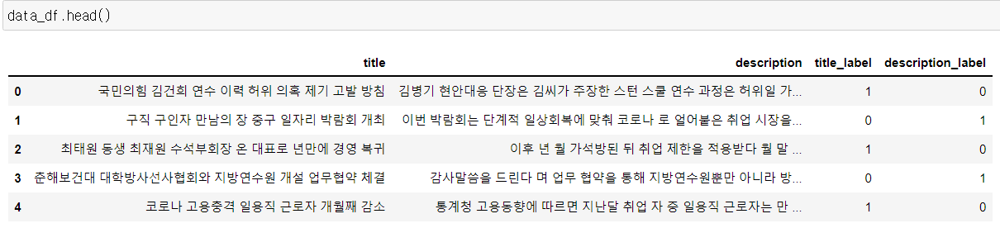 data_df.head()
title description title_label description_label
0 국민의힘 김건희 연수 이력 허위 의혹 제기 고발 방침 김병기 현안대응 단장은 김씨가 주장한 스턴 스쿨 연수 과정은 허위일 가... 1 0
1 구직 구인자 만남의 장 중구 일자리 박람회 개최 이번 박람회는 단계적 일상회복에 맞춰 코로나 로 얼어붙은 취업 시장을... 0 1
2 최태원 동생 최재원 수석부회장 온 대표로 년만에 경영 복귀 이후 년 월 가석방된 뒤 취업 제한을 적용받다 월 말 ... 1 0
3 춘해보건대 대학방사선사협회와 지방연수원 개설 업무협약 체결 감사말씀을 드린다 며 업무 협약을 통해 지방연수원뿐만 아니라 방... 0 1
4 코로나 고용충격 일용직 근로자 개월째 감소 통계청 고용동향에 따르면 지난달 취업 자 중 일용직 근로자는 만 ... 1 0